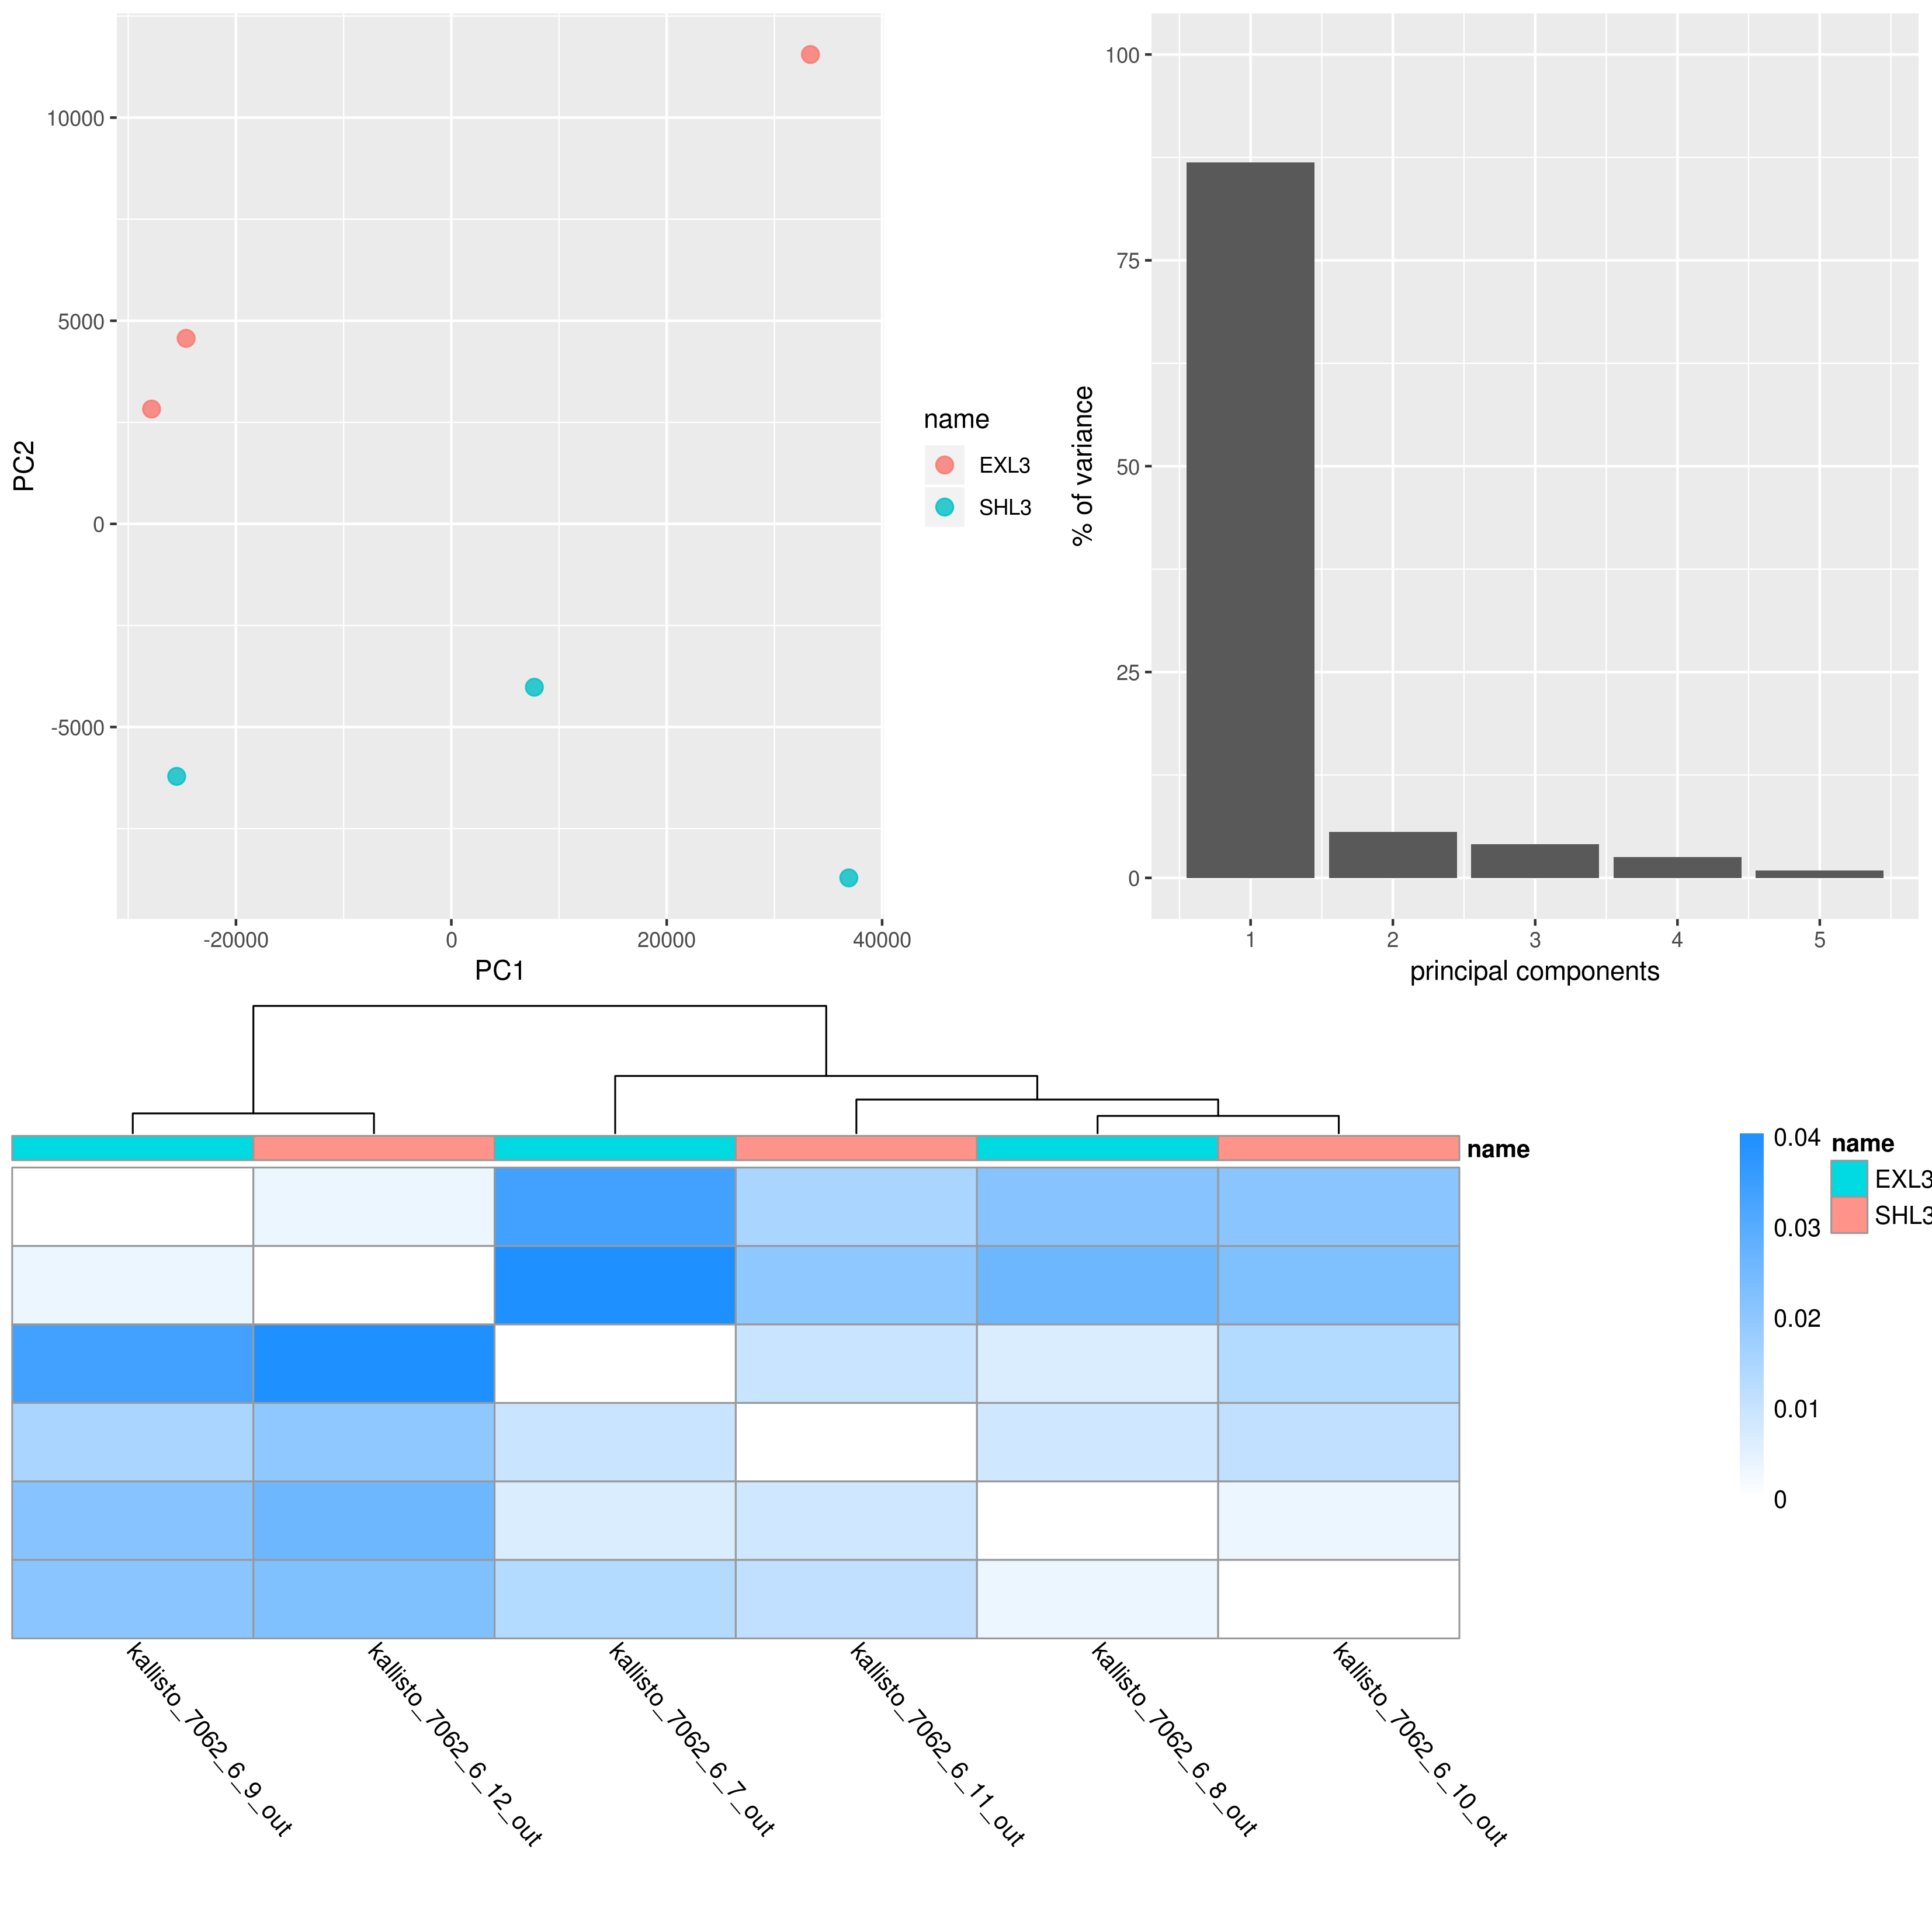 10000
5000
0
-5000
PC2
-20000
0
20000
40000
PC1
name
EXL3
SHL3
100
75
50
25
0
% of variance
1
2
3
4
5
principal components
name
0.04
0.03
0.02
0.01
0
name
EXL3
SHL3
kallisto_7062_6_9_out
kallisto_7062_6_12_out
kallisto_7062_6_7_out
kallisto_7062_6_11_out
kallisto_7062_6_8_out
kallisto_7062_6_10_out